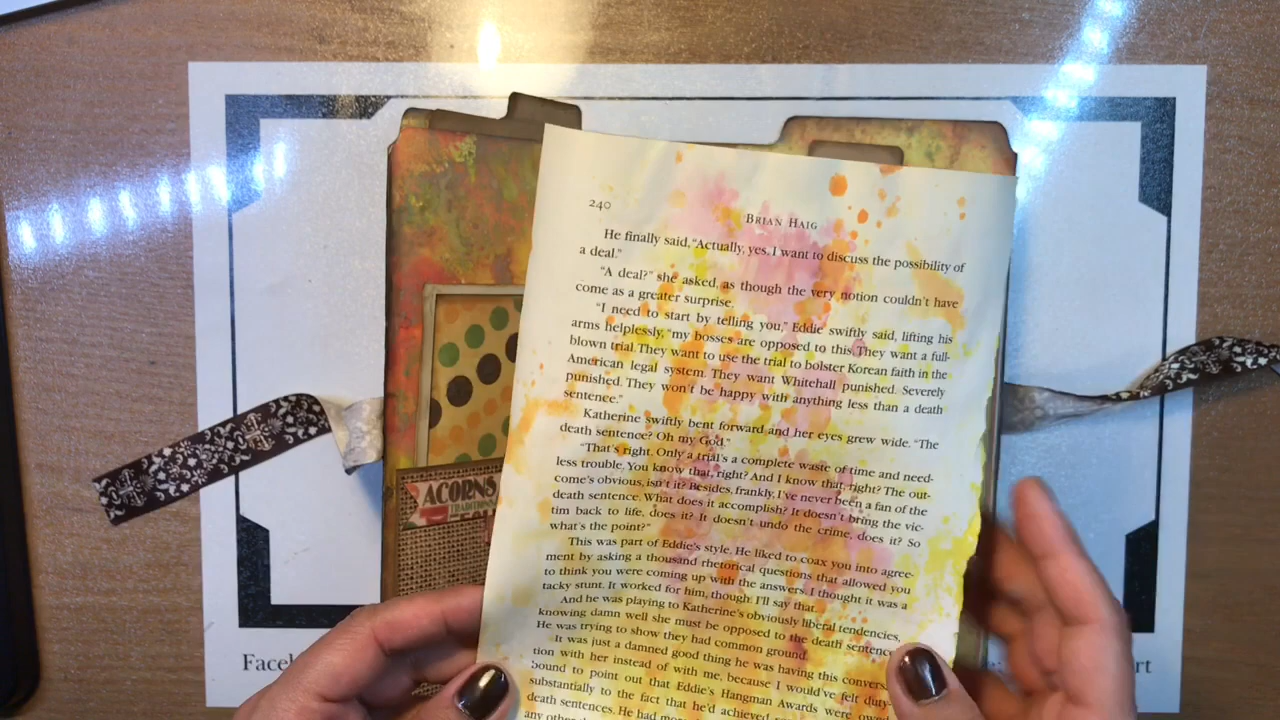 240
BRIAN HAIG
He finally said, “Actually, yes. I want to discuss the possibility of
a deal.”
“A deal?” she asked, as though the very notion couldn’t have
come as a greater surprise.
“I need to start by telling you,” Eddie swiftly said, lifting his
arms helplessly, “my bosses are opposed to this. They want a full-
blown trial. They want to use the trial to bolster Korean faith in the
American legal system. They want Whitehall punished. Severely
punished. They won’t be happy with anything less than a death
sentence.”
Katherine swiftly bent forward and her eyes grew wide. “The
death sentence? Oh my God.”
“That’s right. Only a trial’s a complete waste of time and need-
less trouble. You know that, right? And I know that, right? The out-
come’s obvious, isn’t it? Besides, frankly, I’ve never been a fan of the
death sentence. What does it accomplish? It doesn’t bring the vic-
tim back to life, does it? It doesn’t undo the crime, does it? So
what’s the point?”
This was part of Eddie’s style. He liked to coax you into agree-
ment by asking a thousand rhetorical questions that allowed you
to think you were coming up with the answers. I thought it was a
tacky stunt. It worked for him, though. I’ll say that.
And he was playing to Katherine’s obviously liberal tendencies,
knowing damn well she must be opposed to the death sentence
He was trying to show they had common ground.
It was just a damned good thing he was having this convers
tion with her instead of with me, because I would’ve felt duty-
bound to point out that Eddie’s Hangman Awards were owed
substantially to the fact that he’d achieved
death sentences. He had
any other
ACORNS
TRADITION
Face
rt